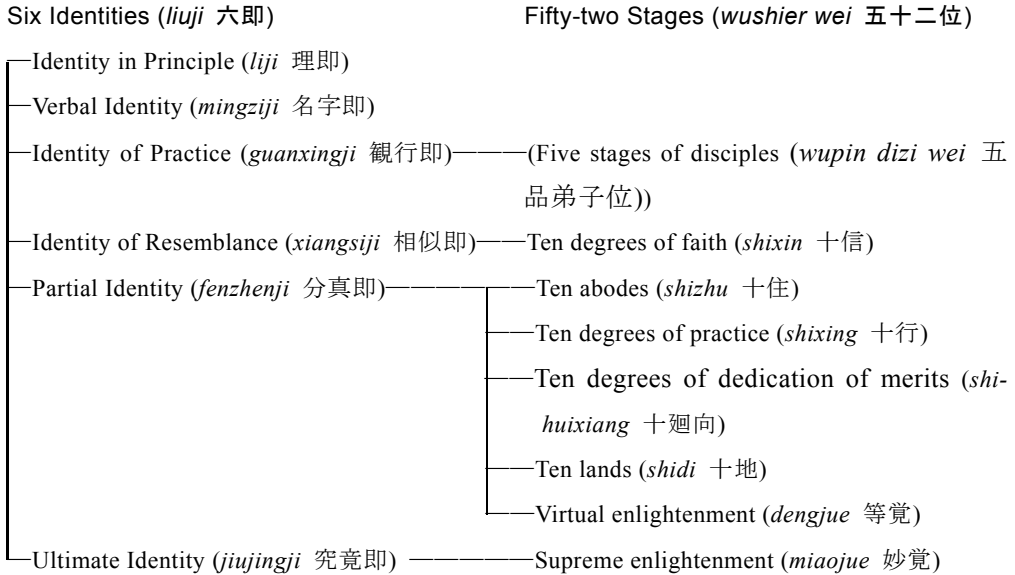 Six Identities (liuji 六即) Fifty-two Stages (wushier wei 五十二位)
Identity in Principle (liji 理即)
Verbal Identity (mingziji 名字即)
Identity of Practice (guanxingji 観行即)———(Five stages of disciples (wupin dizi wei 五
品弟子位))
Identity of Resemblance (xiangsiji 相似即)——Ten degrees of faith (shixin 十信)
Partial Identity (fenzhenji 分真即)——————Ten abodes (shizhu 十住)
Ten degrees of practice (shixing 十行)
Ten degrees of dedication of merits (shi-
huixiang 十廻向)
Ten lands (shidi 十地)
Virtual enlightenment (dengjue 等覚)
Ultimate Identity (jiujingji 究竟即) —————Supreme enlightenment (miaojue 妙覚)